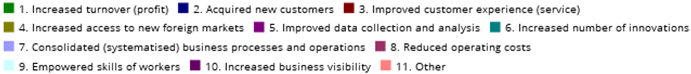 1. Increased turnover (profit) 2. Acquired new customers 3. Improved customer experience (service)
4. Increased access to new foreign markets 5. Improved data collection and analysis 6. Increased number of innovations
7. Consolidated (systematised) business processes and operations 8. Reduced operating costs
9. Empowered skills of workers 10. Increased business visibility 11. Other